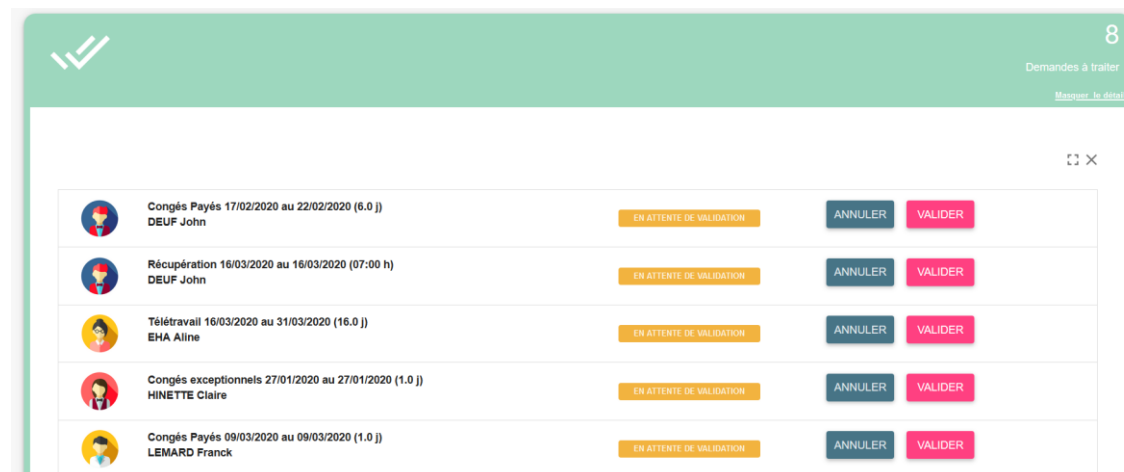 8
Demandes à traiter
Masquer le détail
Congés Payés 17/02/2020 au 22/02/2020 (6.0 j)
DEUF John
EN ATTENTE DE VALIDATION
ANNULER
VALIDER
Récupération 16/03/2020 au 16/03/2020 (07:00 h)
DEUF John
EN ATTENTE DE VALIDATION
ANNULER
VALIDER
Télétravail 16/03/2020 au 31/03/2020 (16.0 j)
EHA Aline
EN ATTENTE DE VALIDATION
ANNULER
VALIDER
Congés exceptionnels 27/01/2020 au 27/01/2020 (1.0 j)
HINETTE Claire
EN ATTENTE DE VALIDATION
ANNULER
VALIDER
Congés Payés 09/03/2020 au 09/03/2020 (1.0 j)
LEMARD Franck
EN ATTENTE DE VALIDATION
ANNULER
VALIDER